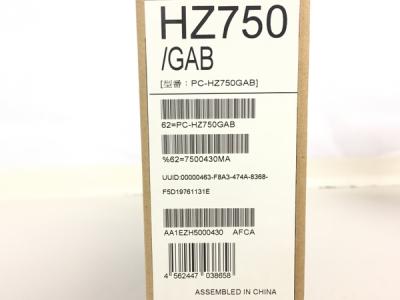 HZ750
/GAB
[型番： PC-HZ750GAB]
62=PC-HZ750GAB
%62=7500430MA
UUID:00000463-F8A3-474A-8368-
F5D19761131E
AA1EZH5000430 AFCA
4 562447 038658
ASSEMBLED IN CHINA